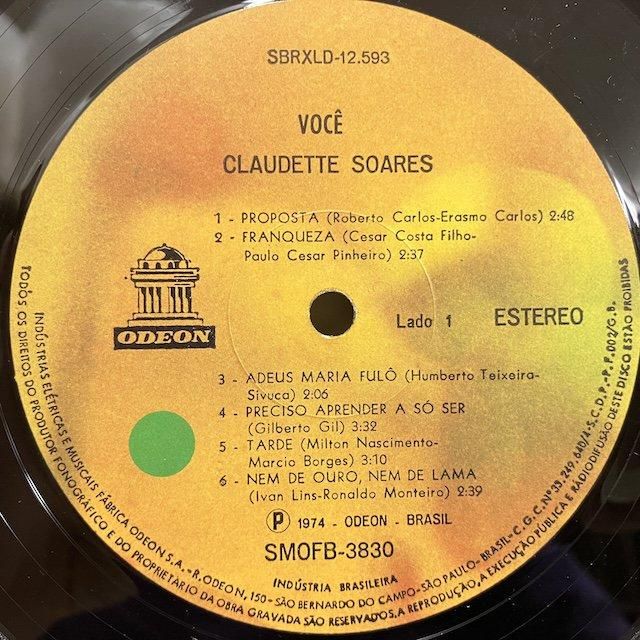 SBRXLD-12.593
VOCÊ
CLAUDETTE SOARES
1 - PROPOSTA (Roberto Carlos-Erasmo Carlos) 2:48
2 - FRANQUEZA (Cesar Costa Filho-
Paulo Cesar Pinheiro) 2:37
ODEON
Lado 1
ESTEREO
3 - ADEUS MARIA FULÔ (Humberto Teixeira-
Sivuca) 2:06
4 - PRECISO APRENDER A SÓ SER
(Gilberto Gil) 3:32
5 - TARDE (Milton Nascimento-
Marcio Borges) 3:10
6 - NEM DE OURO, NEM DE LAMA
(Ivan Lins-Ronaldo Monteiro) 2:39
Ⓟ 1974 - ODEON - BRASIL
SMOFB-3830
INDÚSTRIA BRASILEIRA
INDÚSTRIAS ELÉTRICAS E MUSICAIS FÁBRICA ODEON S.A.-R. ODEON, 150-SÃO BERNARDO DO CAMPO-SÃO PAULO-BRASIL-C.G.C. Nº 33.249.640/4-S.C.D.P.-P.F. 002/G.B.
TODOS OS DIREITOS DO PRODUTOR FONOGRÁFICO E DO PROPRIETÁRIO DA OBRA GRAVADA SÃO RESERVADOS. A REPRODUÇÃO, A EXECUÇÃO PÚBLICA E RÁDIODIFUSÃO DESTE DISCO ESTÃO PROIBIDAS